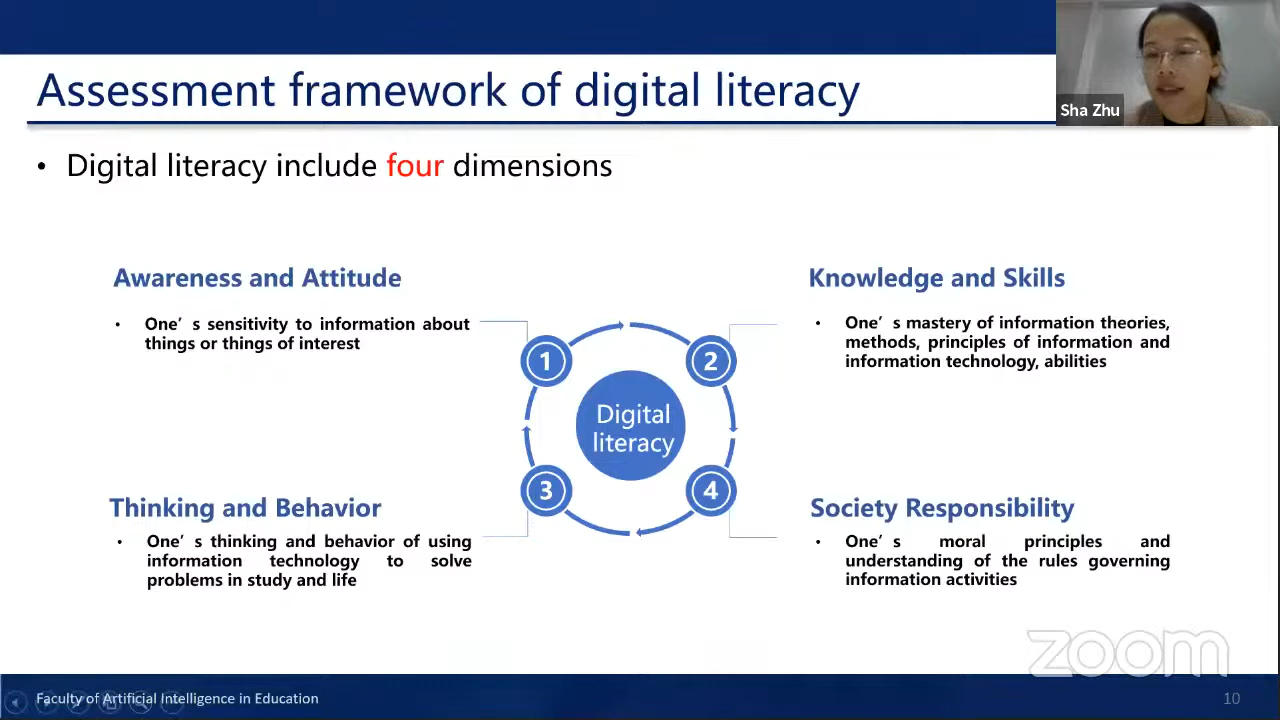 Assessment framework of digital literacy
Sha Zhu
• Digital literacy include four dimensions
Awareness and Attitude
• One’ s sensitivity to information about
things or things of interest
Knowledge and Skills
• One’ s mastery of information theories,
methods, principles of information and
information technology, abilities
1
2
Digital
literacy
3
4
Thinking and Behavior
• One’ s thinking and behavior of using
information technology to solve
problems in study and life
Society Responsibility
• One’ s moral principles and
understanding of the rules governing
information activities
zoom
Faculty of Artificial Intelligence in Education
10